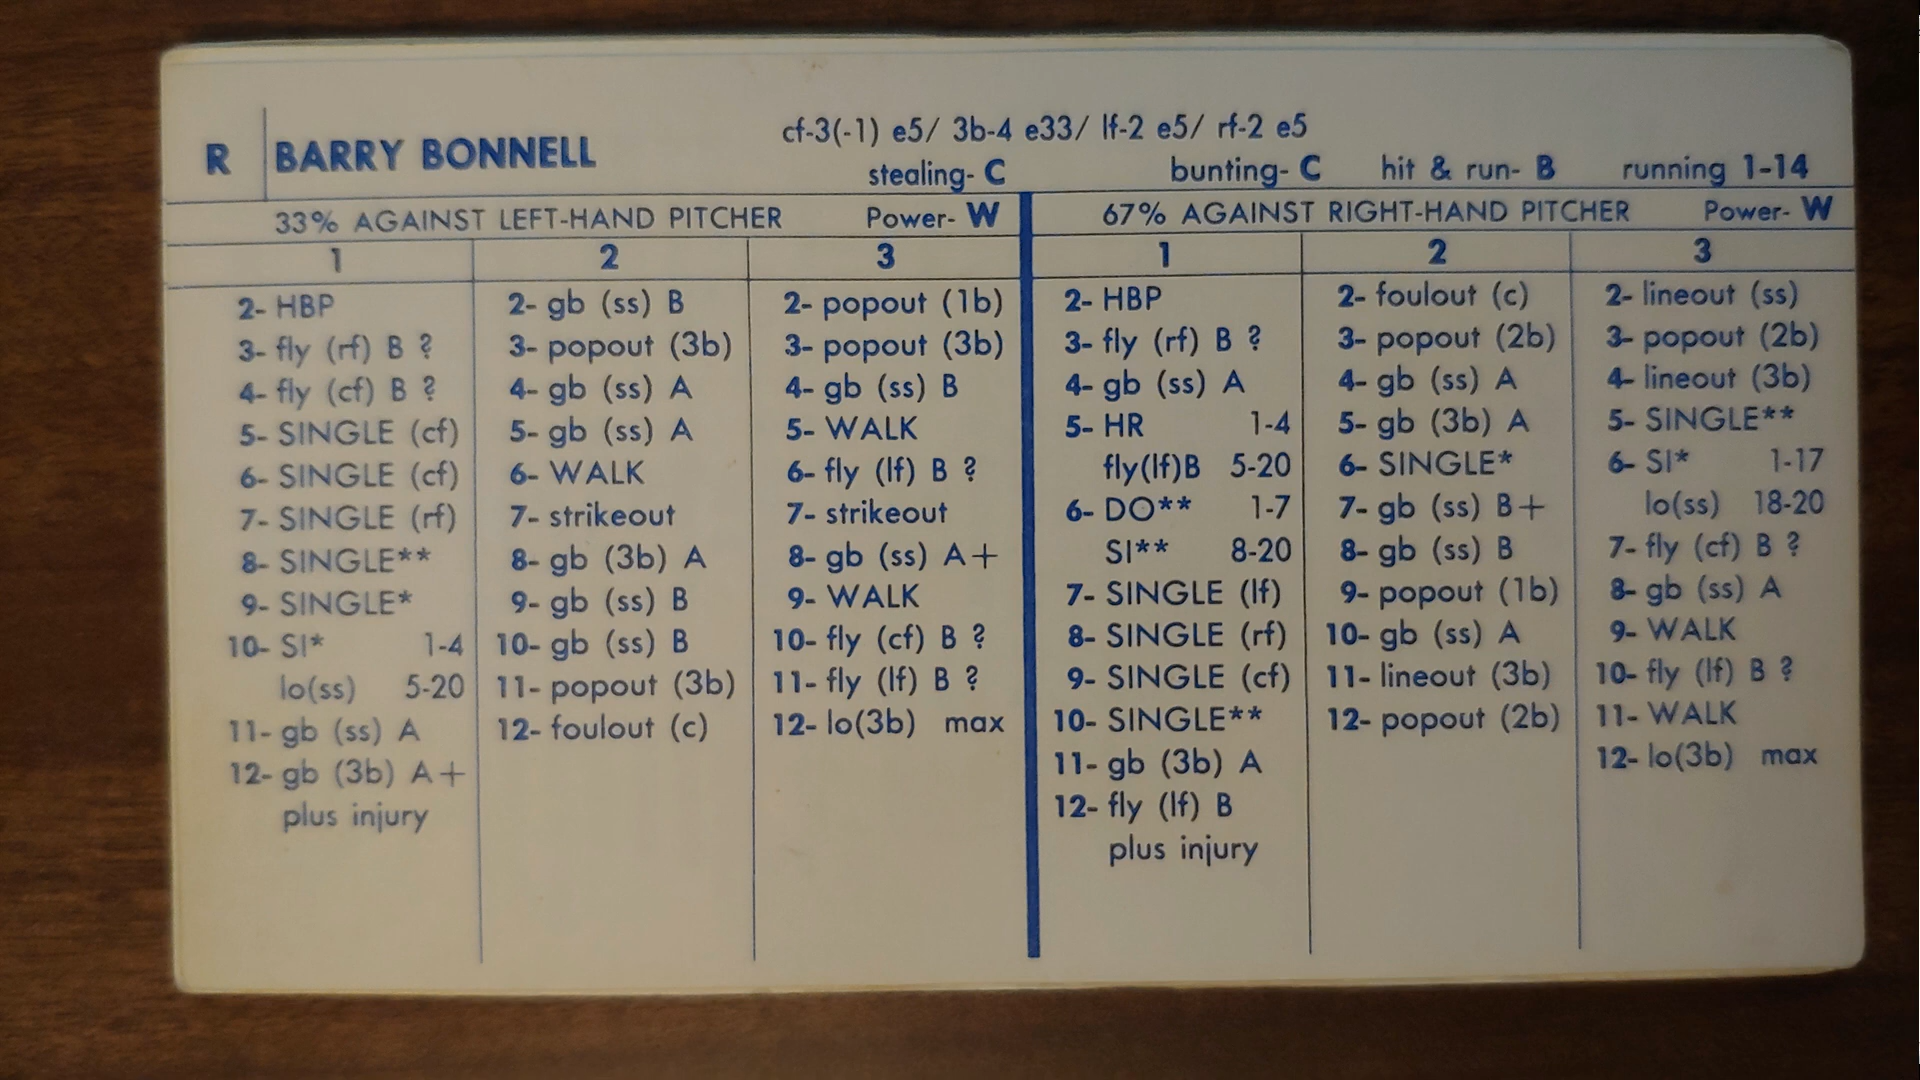 R BARRY BONNELL cf-3(-1) e5/ 3b-4 e33/ lf-2 e5/ rf-2 e5
stealing- C bunting- C hit & run- B running 1-14
33% AGAINST LEFT-HAND PITCHER Power- W
1
2- HBP
3- fly (rf) B ?
4- fly (cf) B ?
5- SINGLE (cf)
6- SINGLE (cf)
7- SINGLE (rf)
8- SINGLE**
9- SINGLE*
10- SI* 1-4
lo(ss) 5-20
11- gb (ss) A
12- gb (3b) A+
plus injury
2
2- gb (ss) B
3- popout (3b)
4- gb (ss) A
5- gb (ss) A
6- WALK
7- strikeout
8- gb (3b) A
9- gb (ss) B
10- gb (ss) B
11- popout (3b)
12- foulout (c)
3
2- popout (1b)
3- popout (3b)
4- gb (ss) B
5- WALK
6- fly (lf) B ?
7- strikeout
8- gb (ss) A+
9- WALK
10- fly (cf) B ?
11- fly (lf) B ?
12- lo(3b) max
67% AGAINST RIGHT-HAND PITCHER Power- W
1
2- HBP
3- fly (rf) B ?
4- gb (ss) A
5- HR 1-4
fly(lf)B 5-20
6- DO** 1-7
SI** 8-20
7- SINGLE (lf)
8- SINGLE (rf)
9- SINGLE (cf)
10- SINGLE**
11- gb (3b) A
12- fly (lf) B
plus injury
2
2- foulout (c)
3- popout (2b)
4- gb (ss) A
5- gb (3b) A
6- SINGLE*
7- gb (ss) B+
8- gb (ss) B
9- popout (1b)
10- gb (ss) A
11- lineout (3b)
12- popout (2b)
3
2- lineout (ss)
3- popout (2b)
4- lineout (3b)
5- SINGLE**
6- SI* 1-17
lo(ss) 18-20
7- fly (cf) B ?
8- gb (ss) A
9- WALK
10- fly (lf) B ?
11- WALK
12- lo(3b) max